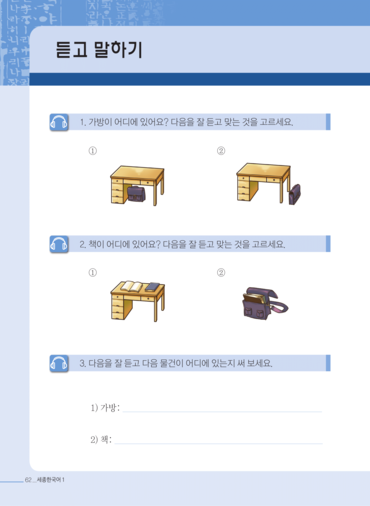 듣고 말하기
1. 가방이 어디에 있어요? 다음을 잘 듣고 맞는 것을 고르세요.
① ②
2. 책이 어디에 있어요? 다음을 잘 듣고 맞는 것을 고르세요.
① ②
3. 다음을 잘 듣고 다음 물건이 어디에 있는지 써 보세요.
1) 가방:
2) 책:
62 _ 세종한국어 1